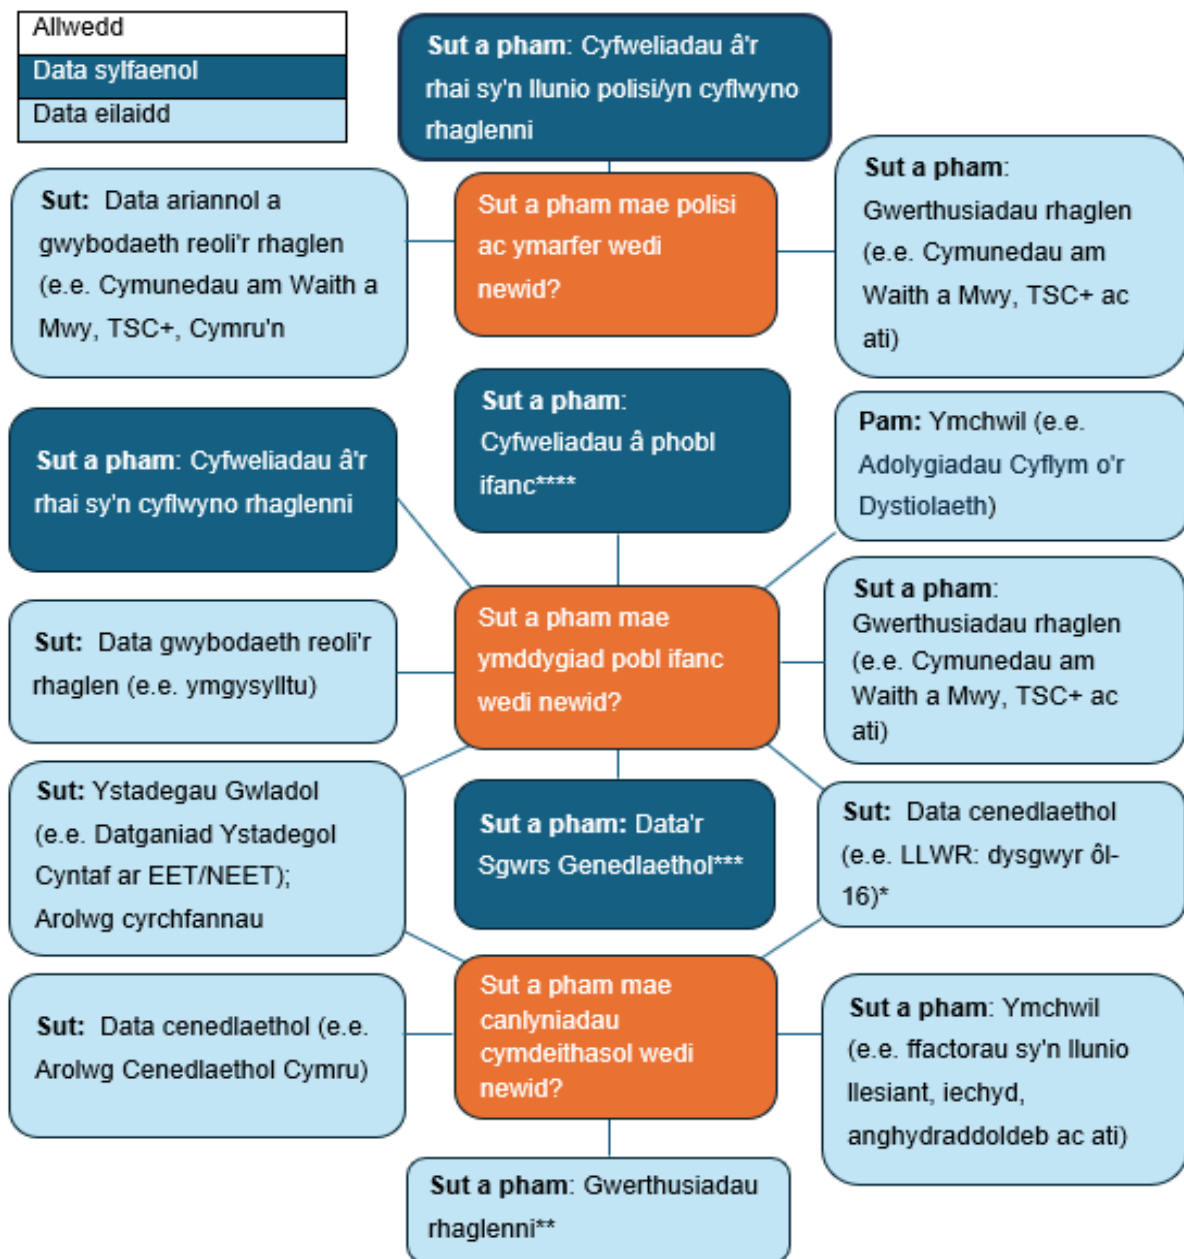 Allwedd
Data sylfaenol
Data eilaidd
Sut a pham: Cyfweliadau â'r
rhai sy'n llunio polisi/yn cyflwyno
rhaglenni
Sut: Data ariannol a
gwybodaeth reoli'r rhaglen
(e.e. Cymunedau am Waith a
Mwy, TSC+, Cymru'n
Sut a pham mae polisi
ac ymarfer wedi
newid?
Sut a pham:
Gwerthusiadau rhaglen
(e.e. Cymunedau am
Waith a Mwy, TSC+ ac
ati)
Sut a pham: Cyfweliadau â'r
rhai sy'n cyflwyno rhaglenni
Sut a pham:
Cyfweliadau â phobl
ifanc****
Pam: Ymchwil (e.e.
Adolygiadau Cyflym o'r
Dystiolaeth)
Sut: Data gwybodaeth reoli'r
rhaglen (e.e. ymgysylltu)
Sut a pham mae
ymddygiad pobl ifanc
wedi newid?
Sut a pham:
Gwerthusiadau rhaglen
(e.e. Cymunedau am
Waith a Mwy, TSC+ ac
ati)
Sut: Ystadegau Gwladol
(e.e. Datganiad Ystadegol
Cyntaf ar EET/NEET);
Arolwg cyrchfannau
Sut a pham: Data'r
Sgwrs Genedlaethol***
Sut: Data cenedlaethol
(e.e. LLWR: dysgwyr ôl-
16)*
Sut: Data cenedlaethol (e.e.
Arolwg Cenedlaethol Cymru)
Sut a pham mae
canlyniadau
cymdeithasol wedi
newid?
Sut a pham: Ymchwil
(e.e. ffactorau sy'n llunio
llesiant, iechyd,
anghydraddoldeb ac ati)
Sut a pham: Gwerthusiadau
rhaglenni**